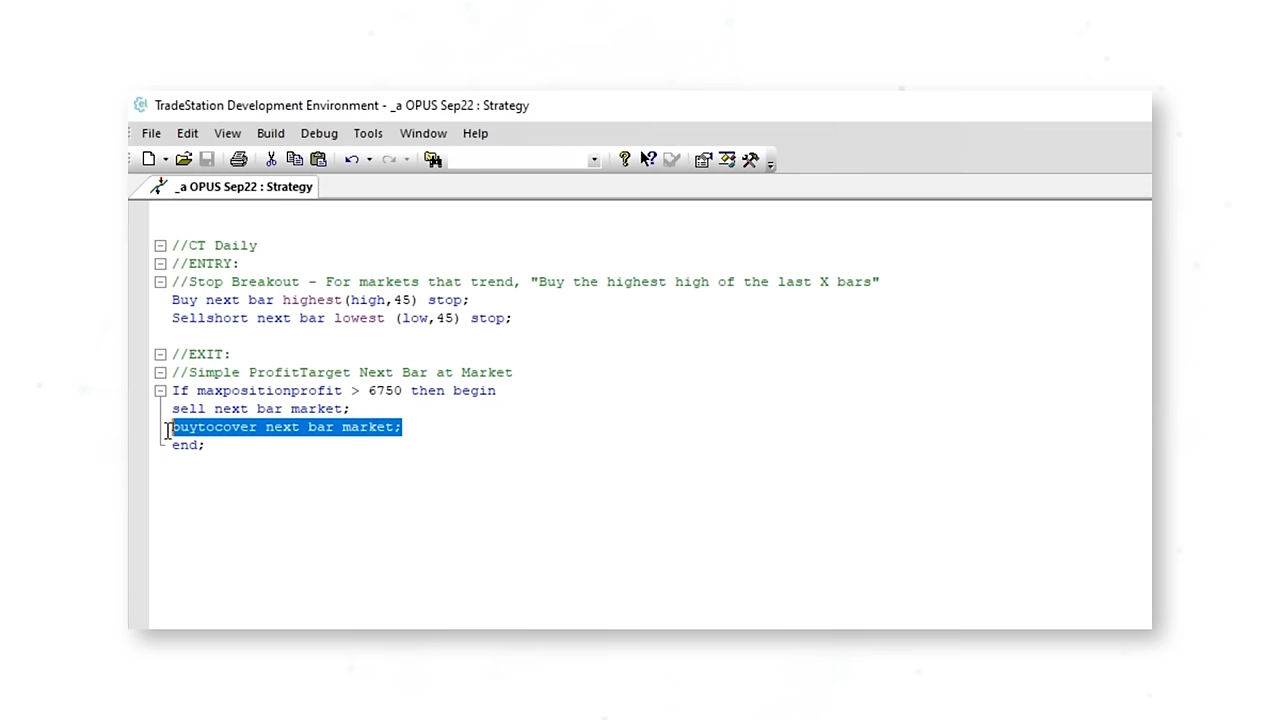 TradeStation Development Environment - _a OPUS Sep22 : Strategy
File Edit View Build Debug Tools Window Help
_a OPUS Sep22 : Strategy
//CT Daily
//ENTRY:
//Stop Breakout - For markets that trend, "Buy the highest high of the last X bars"
Buy next bar highest(high,45) stop;
Sellshort next bar lowest (low,45) stop;
//EXIT:
//Simple ProfitTarget Next Bar at Market
If maxpositionprofit > 6750 then begin
sell next bar market;
buytocover next bar market;
end;